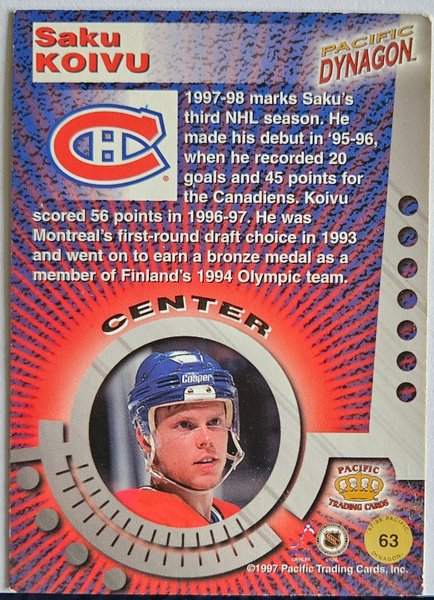 Saku
KOIVU
PACIFIC
DYNAGON™
1997-98 marks Saku's
third NHL season. He
made his debut in '95-96,
when he recorded 20
goals and 45 points for
the Canadiens. Koivu
scored 56 points in 1996-97. He was
Montreal's first-round draft choice in 1993
and went on to earn a bronze medal as a
member of Finland's 1994 Olympic team.
®
CENTER
Cooper
PACIFIC
TRADING CARDS
63
DYNAGON
©1997 Pacific Trading Cards, Inc.